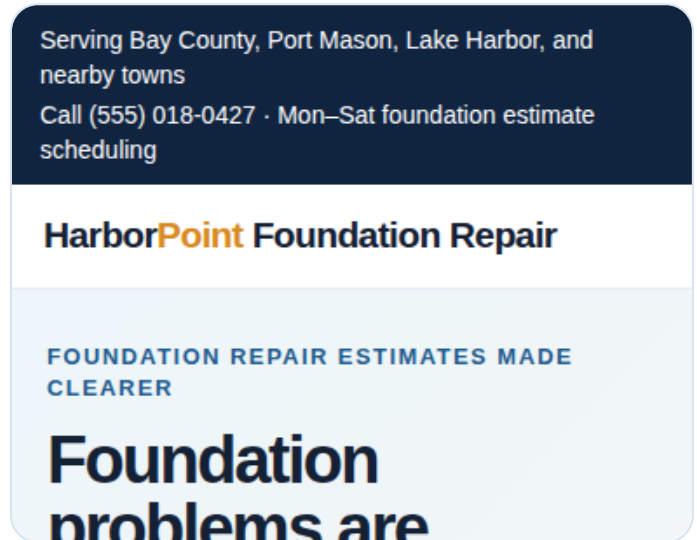 Serving Bay County, Port Mason, Lake Harbor, and
nearby towns
Call (555) 018-0427 · Mon–Sat foundation estimate
scheduling
HarborPoint Foundation Repair
FOUNDATION REPAIR ESTIMATES MADE
CLEARER
Foundation
problems are